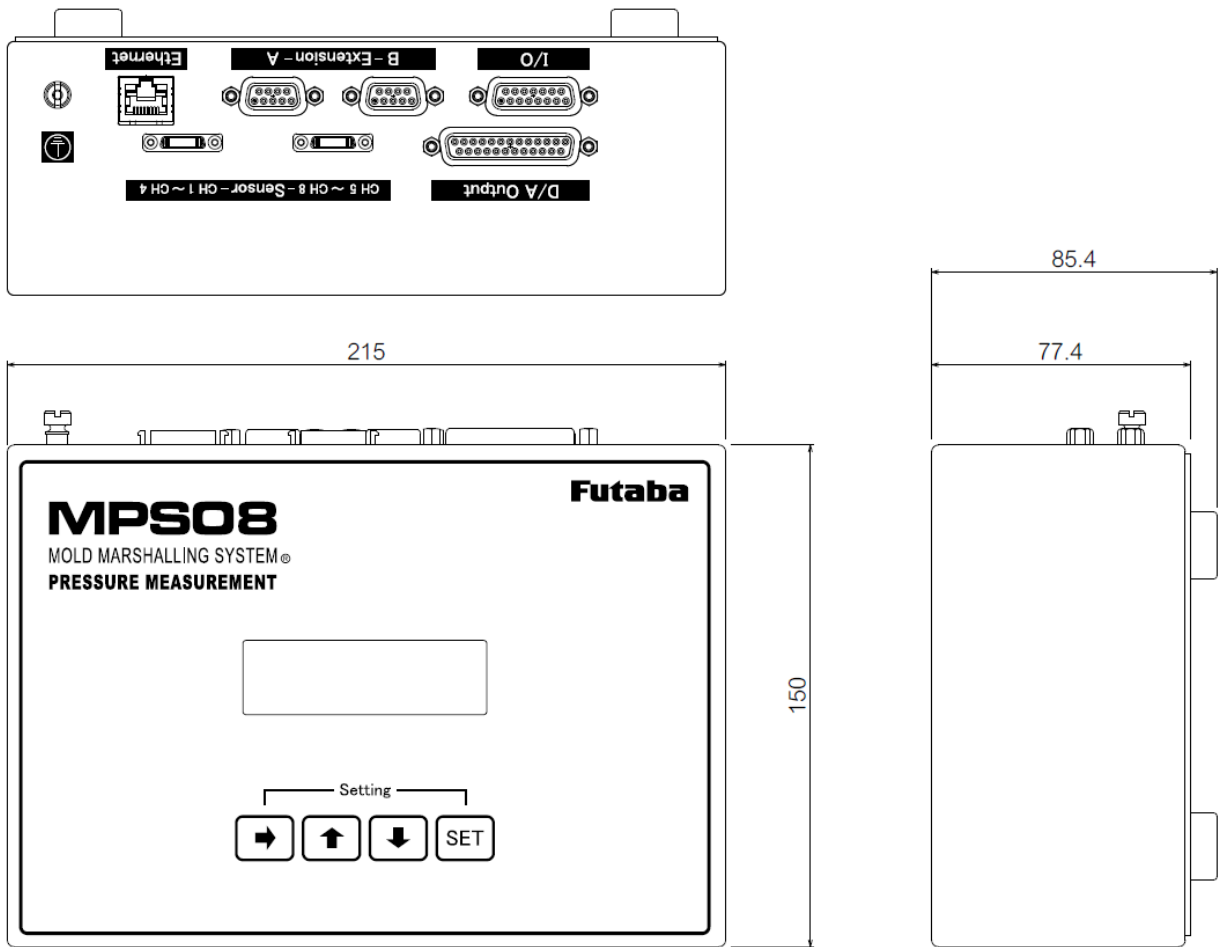 Ethernet
B – Extension – A
I/O
CH 5 ～ CH 8 – Sensor – CH 1 ～ CH 4
D/A Output
85.4
77.4
215
150
Futaba
MPS08
MOLD MARSHALLING SYSTEM®
PRESSURE MEASUREMENT
Setting
SET